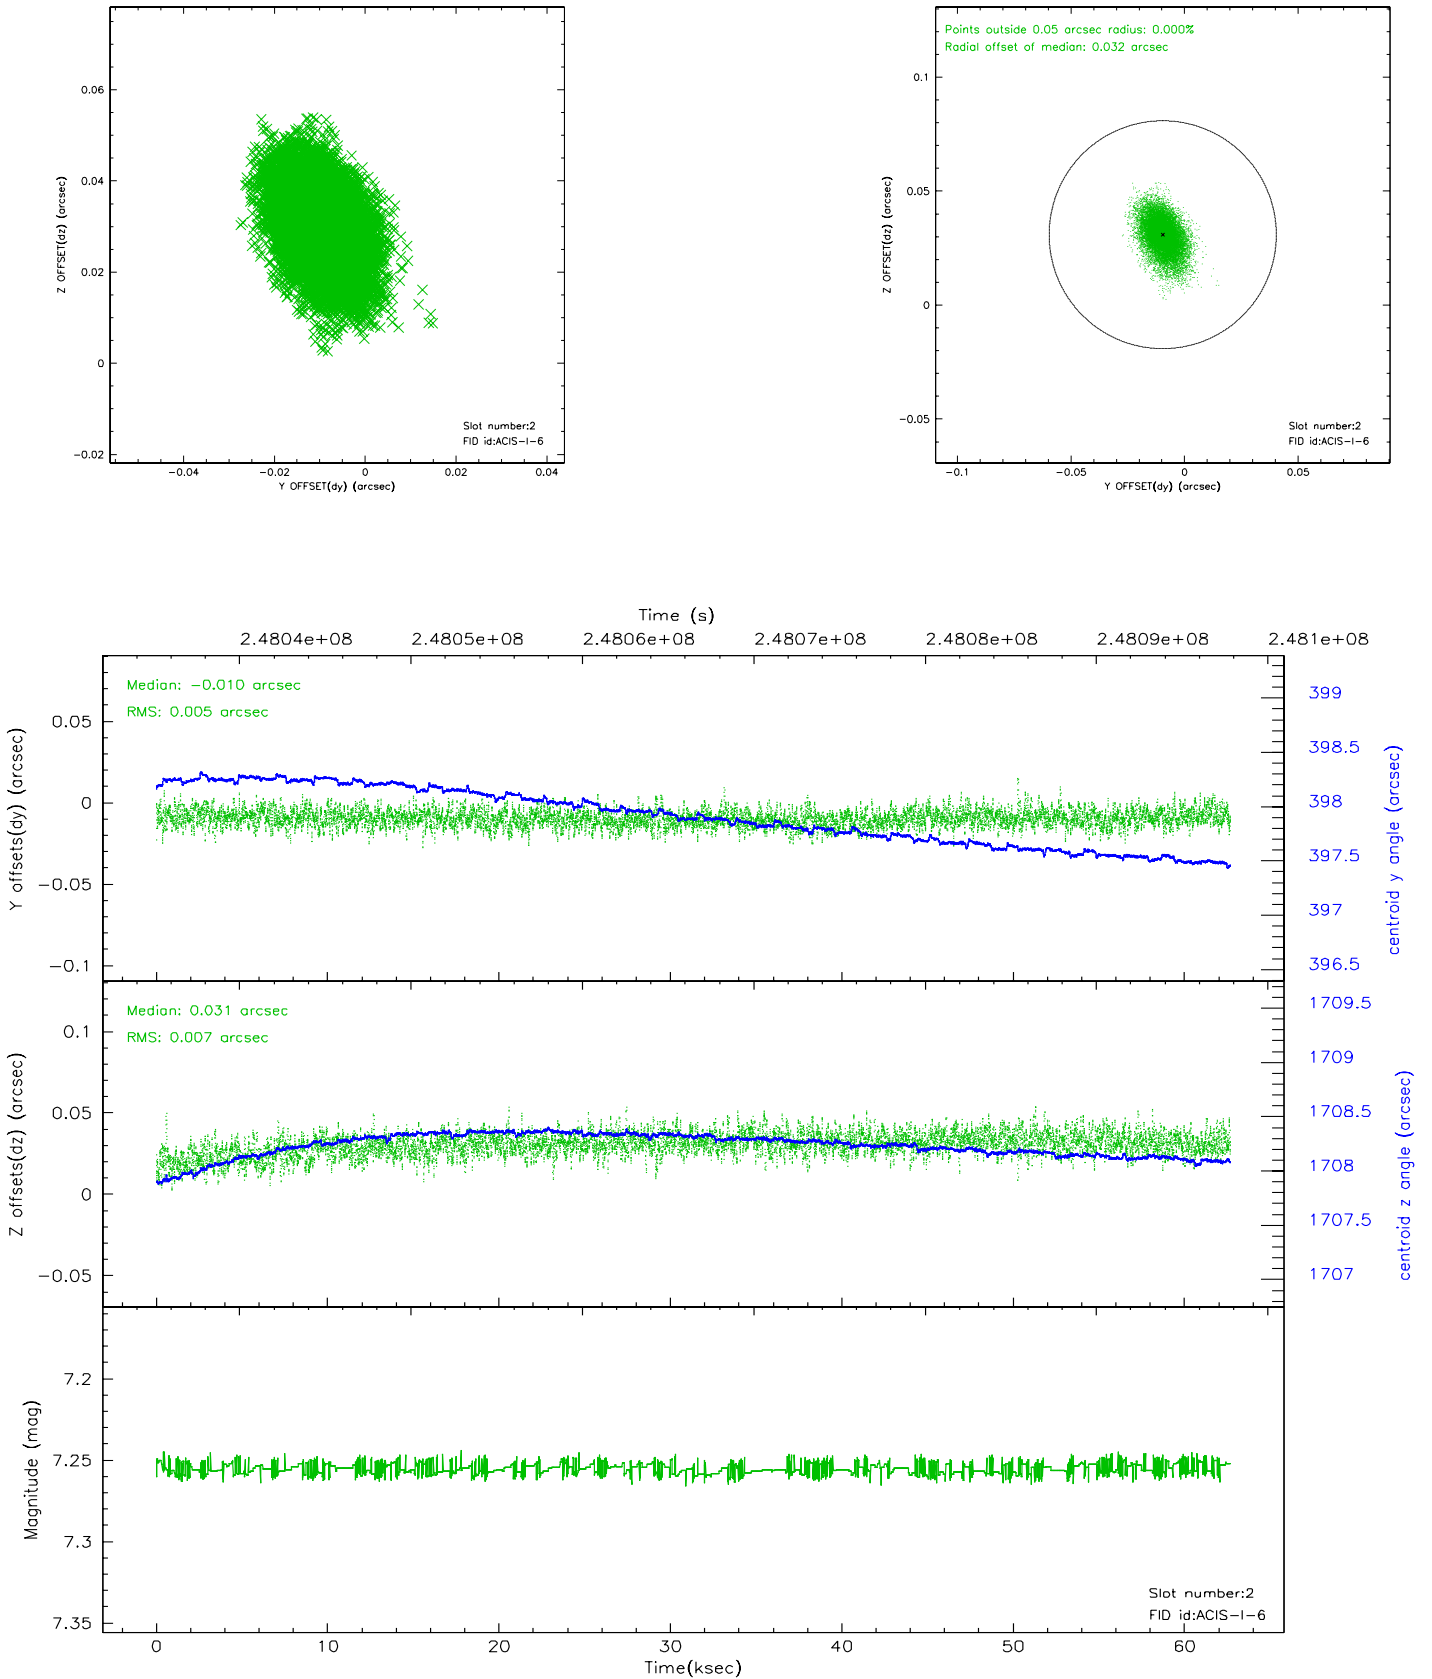 0.06
0.04
0.02
0
−0.02
Z OFFSET(dz) (arcsec)
−0.04
−0.02
0
0.02
0.04
Y OFFSET(dy) (arcsec)
Slot number:2
FID id:ACIS−I−6
Points outside 0.05 arcsec radius: 0.000%
Radial offset of median: 0.032 arcsec
0.1
0.05
0
−0.05
Z OFFSET(dz) (arcsec)
−0.1
−0.05
0
0.05
Y OFFSET(dy) (arcsec)
Slot number:2
FID id:ACIS−I−6
Time (s)
2.4804e+08
2.4805e+08
2.4806e+08
2.4807e+08
2.4808e+08
2.4809e+08
2.481e+08
Median: −0.010 arcsec
RMS: 0.005 arcsec
0.05
0
−0.05
−0.1
Y offsets(dy) (arcsec)
399
398.5
398
397.5
397
396.5
centroid y angle (arcsec)
Median: 0.031 arcsec
RMS: 0.007 arcsec
0.1
0.05
0
−0.05
Z offsets(dz) (arcsec)
1709.5
1709
1708.5
1708
1707.5
1707
centroid z angle (arcsec)
7.2
7.25
7.3
7.35
Magnitude (mag)
Slot number:2
FID id:ACIS−I−6
0
10
20
30
40
50
60
Time(ksec)